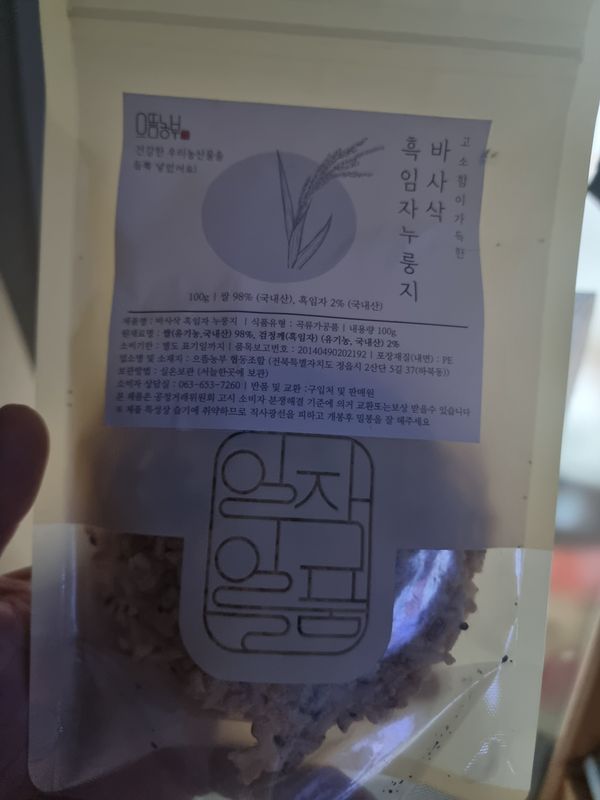 으뜸농부
건강한 우리농산물을
듬뿍 넣었어요!
고소함이 가득한
바사삭
흑임자누룽지
100g | 쌀 98% (국내산), 흑임자 2% (국내산)
제품명 : 바사삭 흑임자 누룽지 | 식품유형 : 곡류가공품 | 내용량 100g
원재료명 : 쌀(유기농,국내산) 98%, 검정깨(흑임자) (유기농, 국내산) 2%
소비기한 : 별도 표기일까지 | 품목보고번호 : 20140490202192 | 포장재질(내면) : PE
업소명 및 소재지 : 으뜸농부 협동조합 (전북특별자치도 정읍시 2산단 5길 37(하북동))
보관방법 : 실온보관 (서늘한곳에 보관)
소비자 상담실 : 063-653-7260 | 반품 및 교환 :구입처 및 판매원
본 제품은 공정거래위원회 고시 소비자 분쟁해결 기준에 의거 교환또는보상 받을수 있습니다
※ 제품 특성상 습기에 취약하므로 직사광선을 피하고 개봉후 밀봉을 잘 해주세요
일작
일품